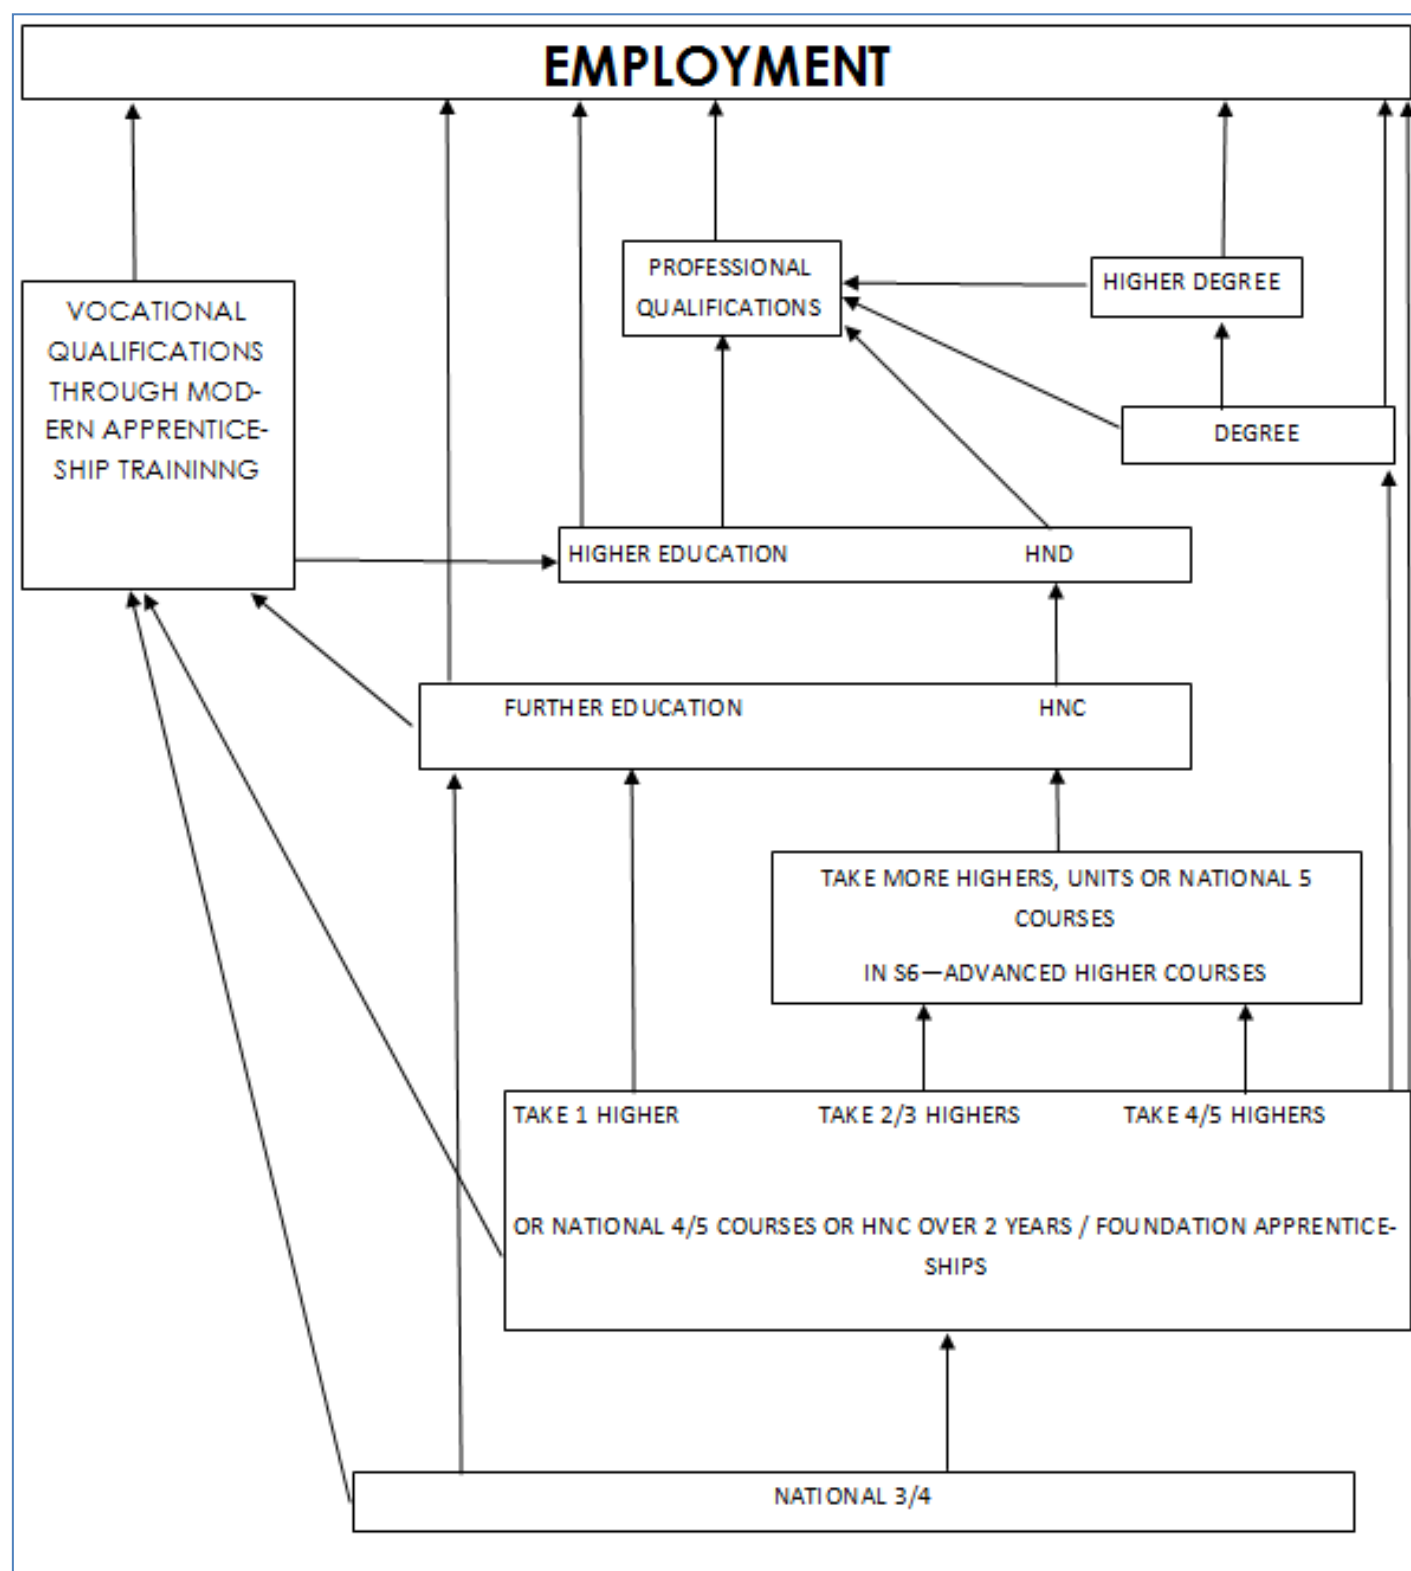 EMPLOYMENT
PROFESSIONAL
QUALIFICATIONS
HIGHER DEGREE
VOCATIONAL
QUALIFICATIONS
THROUGH MOD-
ERN APPRENTICE-
SHIP TRAININNG
DEGREE
HIGHER EDUCATION HND
FURTHER EDUCATION HNC
TAKE MORE HIGHERS, UNITS OR NATIONAL 5
COURSES
IN S6—ADVANCED HIGHER COURSES
TAKE 1 HIGHER TAKE 2/3 HIGHERS TAKE 4/5 HIGHERS
OR NATIONAL 4/5 COURSES OR HNC OVER 2 YEARS / FOUNDATION APPRENTICE-
SHIPS
NATIONAL 3/4